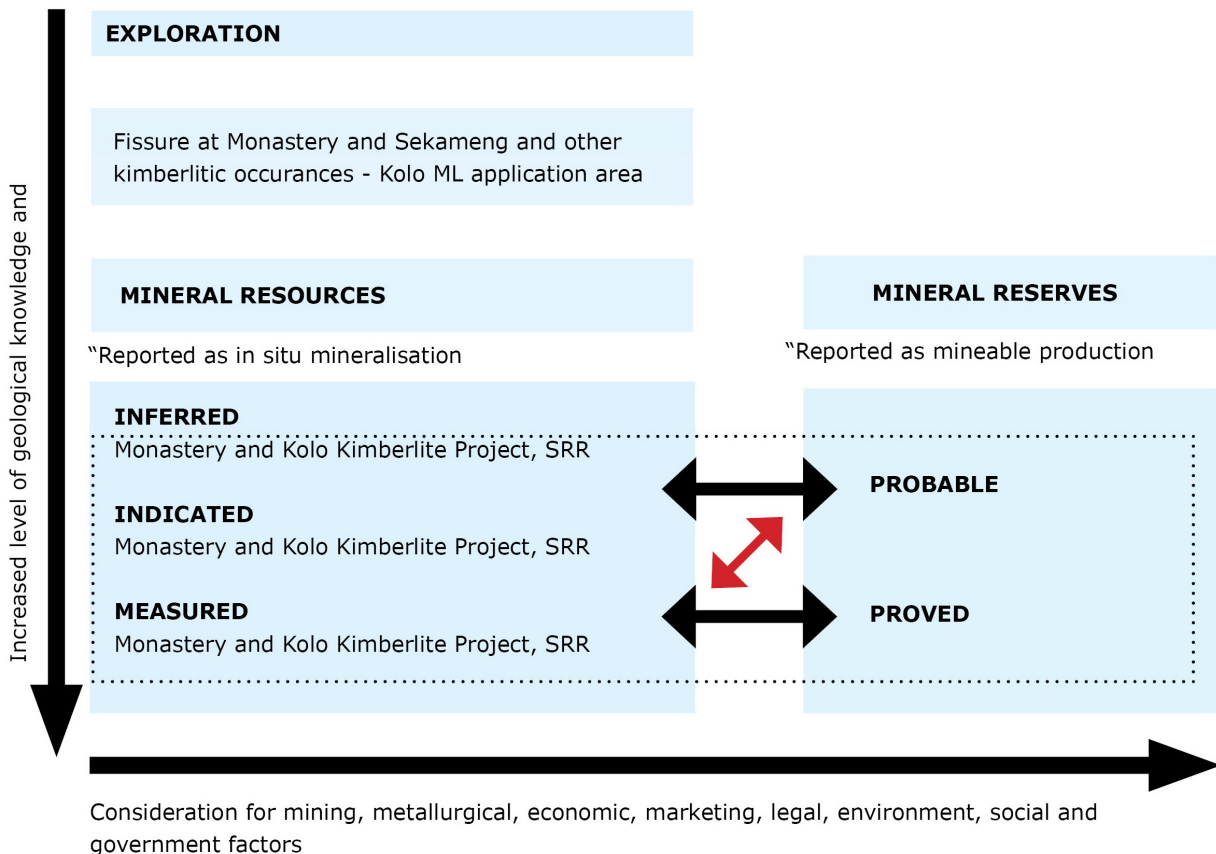 EXPLORATION
Fissure at Monastery and Sekameng and other
kimberlitic occurances - Kolo ML application area
Increased level of geological knowledge and
MINERAL RESOURCES
MINERAL RESERVES
“Reported as in situ mineralisation
“Reported as mineable production
INFERRED
Monastery and Kolo Kimberlite Project, SRR
PROBABLE
INDICATED
Monastery and Kolo Kimberlite Project, SRR
MEASURED
Monastery and Kolo Kimberlite Project, SRR
PROVED
Consideration for mining, metallurgical, economic, marketing, legal, environment, social and
government factors